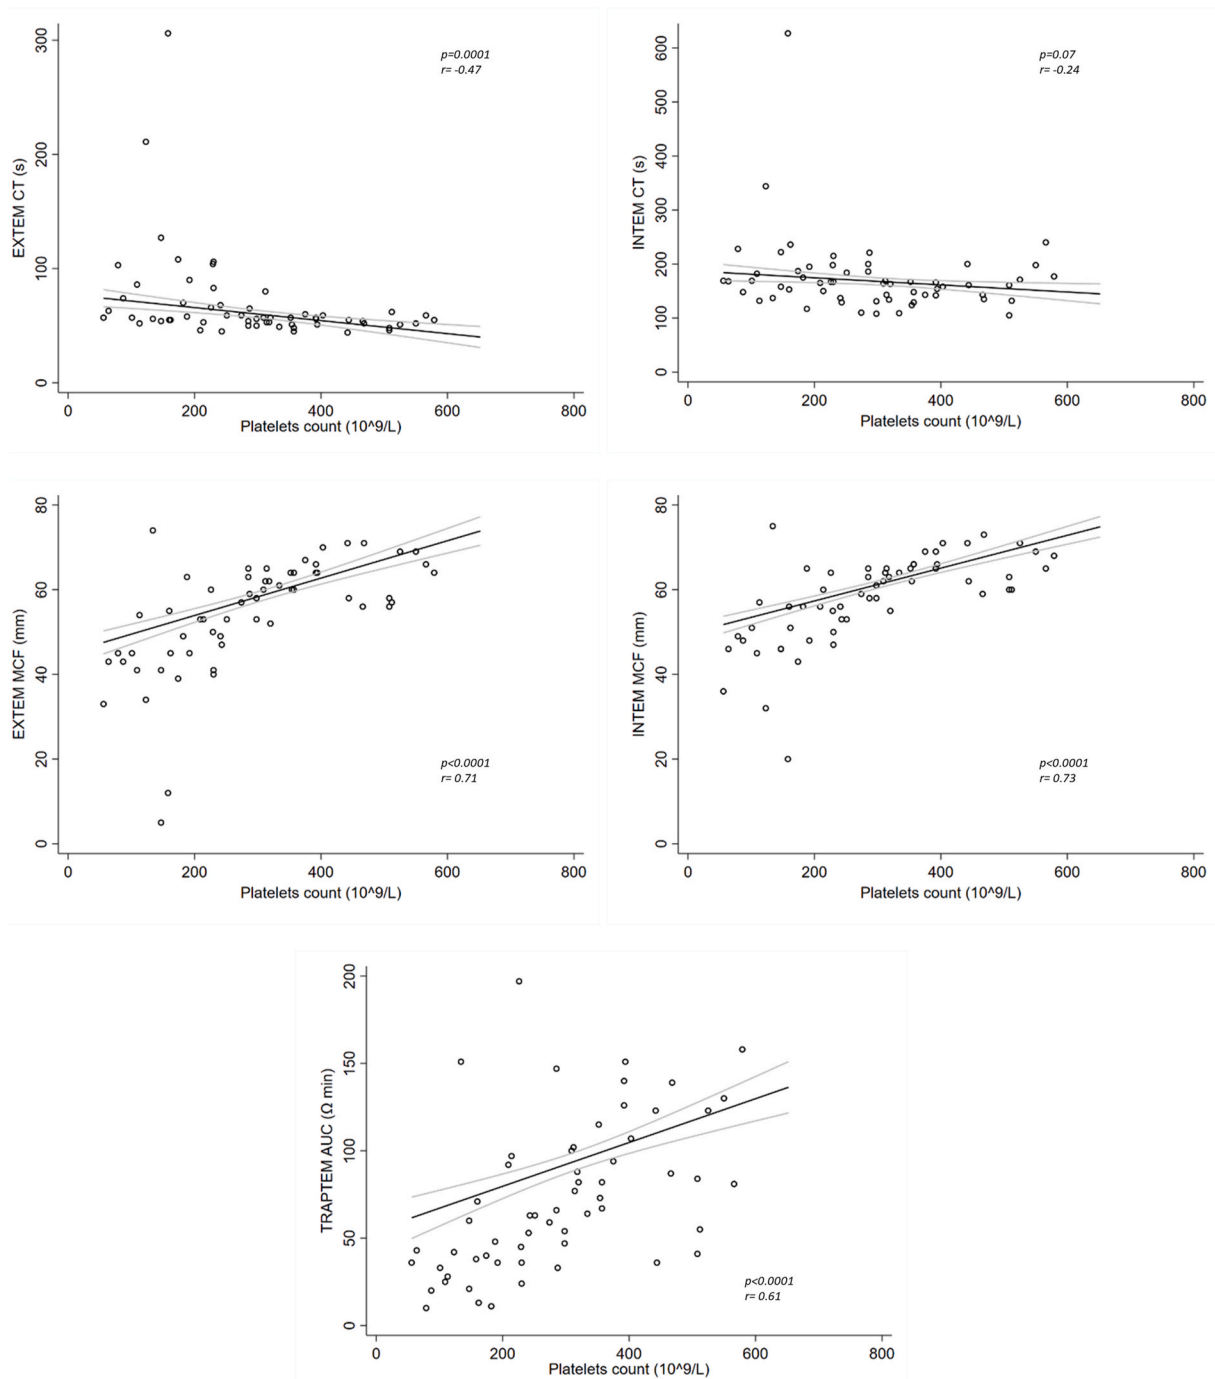 300
200
100
0
EXTEM CT (s)
p=0.0001
r= -0.47
0 200 400 600 800
Platelets count (10^9/L)
600
500
400
300
200
100
0
INTEM CT (s)
p=0.07
r= -0.24
0 200 400 600 800
Platelets count (10^9/L)
80
60
40
20
0
EXTEM MCF (mm)
p<0.0001
r= 0.71
0 200 400 600 800
Platelets count (10^9/L)
80
60
40
20
0
INTEM MCF (mm)
p<0.0001
r= 0.73
0 200 400 600 800
Platelets count (10^9/L)
200
150
100
50
0
TRAPTEM AUC (Ω min)
p<0.0001
r= 0.61
0 200 400 600 800
Platelets count (10^9/L)